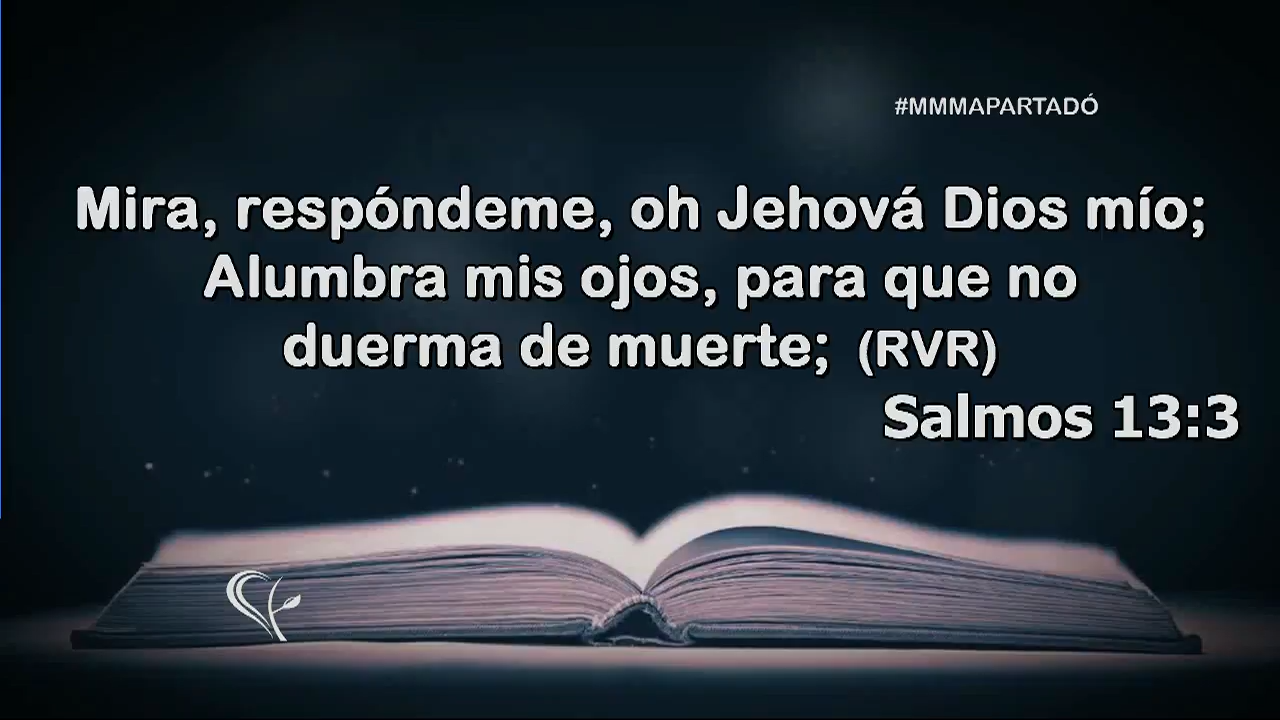 #MMMAPARTADÓ
Mira, respóndeme, oh Jehová Dios mío;
Alumbra mis ojos, para que no
duerma de muerte; (RVR)
Salmos 13:3